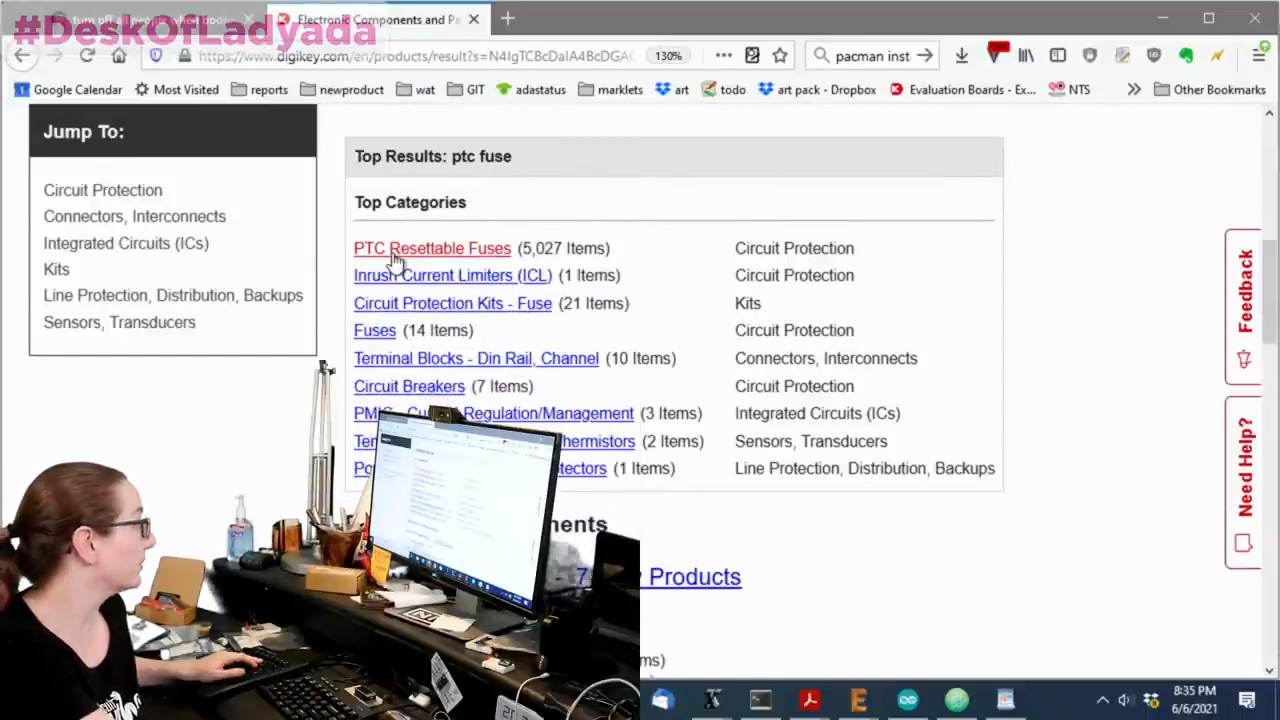 #DeskOfLadyada
turn off all people
Electronic Components and Pa
https://www.digikey.com/en/products/result?s=N4IgTCBcDaIA4BcDGAC
130%
pacman inst
Google Calendar
Most Visited
reports
newproduct
wat
GIT
adastatus
marklets
art
todo
art pack - Dropbox
Evaluation Boards - Ex...
NTS
Other Bookmarks
Jump To:
Circuit Protection
Connectors, Interconnects
Integrated Circuits (ICs)
Kits
Line Protection, Distribution, Backups
Sensors, Transducers
Top Results: ptc fuse
Top Categories
PTC Resettable Fuses (5,027 Items) Circuit Protection
Inrush Current Limiters (ICL) (1 Items) Circuit Protection
Circuit Protection Kits - Fuse (21 Items) Kits
Fuses (14 Items) Circuit Protection
Terminal Blocks - Din Rail, Channel (10 Items) Connectors, Interconnects
Circuit Breakers (7 Items) Circuit Protection
Regulation/Management (3 Items) Integrated Circuits (ICs)
(2 Items) Sensors, Transducers
(1 Items) Line Protection, Distribution, Backups
Products
Feedback
Need Help?
8:35 PM
6/6/2021